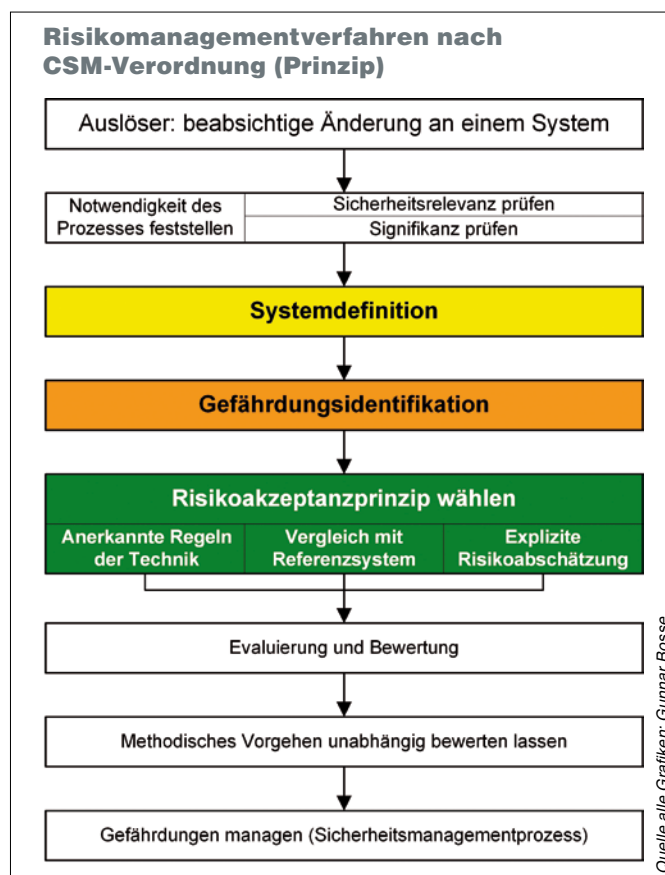 Risikomanagementverfahren nach
CSM-Verordnung (Prinzip)
Auslöser: beabsichtige Änderung an einem System
Notwendigkeit des
Prozesses feststellen
Sicherheitsrelevanz prüfen
Signifikanz prüfen
Systemdefinition
Gefährdungsidentifikation
Risikoakzeptanzprinzip wählen
Anerkannte Regeln
der Technik
Vergleich mit
Referenzsystem
Explizite
Risikoabschätzung
Evaluierung und Bewertung
Methodisches Vorgehen unabhängig bewerten lassen
Gefährdungen managen (Sicherheitsmanagementprozess)
Quelle alle Grafiken: Gunnar Bosse